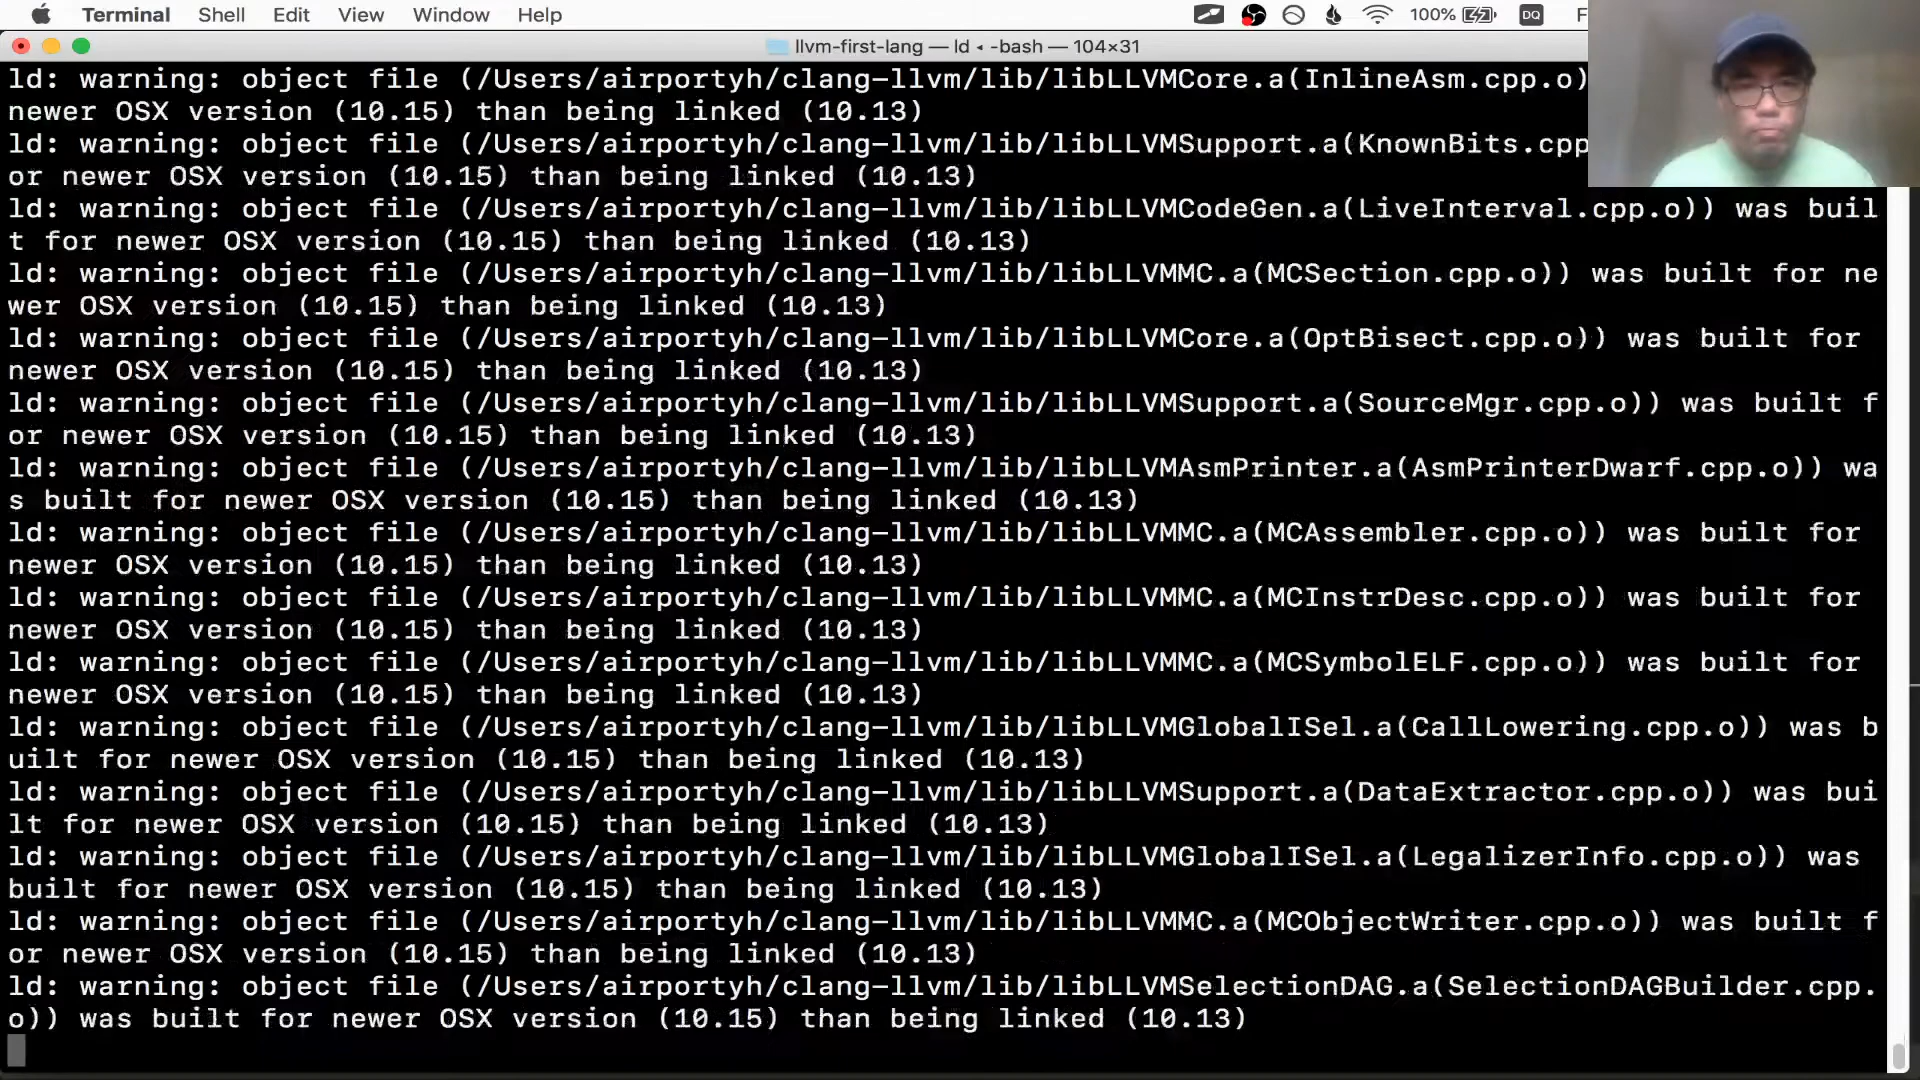 Terminal Shell Edit View Window Help 100% DQ F
llvm-first-lang — ld ◂ -bash — 104×31
ld: warning: object file (/Users/airportyh/clang-llvm/lib/libLLVMCore.a(InlineAsm.cpp.o)
newer OSX version (10.15) than being linked (10.13)
ld: warning: object file (/Users/airportyh/clang-llvm/lib/libLLVMSupport.a(KnownBits.cpp
or newer OSX version (10.15) than being linked (10.13)
ld: warning: object file (/Users/airportyh/clang-llvm/lib/libLLVMCodeGen.a(LiveInterval.cpp.o)) was buil
t for newer OSX version (10.15) than being linked (10.13)
ld: warning: object file (/Users/airportyh/clang-llvm/lib/libLLVMMC.a(MCSection.cpp.o)) was built for ne
wer OSX version (10.15) than being linked (10.13)
ld: warning: object file (/Users/airportyh/clang-llvm/lib/libLLVMCore.a(OptBisect.cpp.o)) was built for
newer OSX version (10.15) than being linked (10.13)
ld: warning: object file (/Users/airportyh/clang-llvm/lib/libLLVMSupport.a(SourceMgr.cpp.o)) was built f
or newer OSX version (10.15) than being linked (10.13)
ld: warning: object file (/Users/airportyh/clang-llvm/lib/libLLVMAsmPrinter.a(AsmPrinterDwarf.cpp.o)) wa
s built for newer OSX version (10.15) than being linked (10.13)
ld: warning: object file (/Users/airportyh/clang-llvm/lib/libLLVMMC.a(MCAssembler.cpp.o)) was built for
newer OSX version (10.15) than being linked (10.13)
ld: warning: object file (/Users/airportyh/clang-llvm/lib/libLLVMMC.a(MCInstrDesc.cpp.o)) was built for
newer OSX version (10.15) than being linked (10.13)
ld: warning: object file (/Users/airportyh/clang-llvm/lib/libLLVMMC.a(MCSymbolELF.cpp.o)) was built for
newer OSX version (10.15) than being linked (10.13)
ld: warning: object file (/Users/airportyh/clang-llvm/lib/libLLVMGlobalISel.a(CallLowering.cpp.o)) was b
uilt for newer OSX version (10.15) than being linked (10.13)
ld: warning: object file (/Users/airportyh/clang-llvm/lib/libLLVMSupport.a(DataExtractor.cpp.o)) was bui
lt for newer OSX version (10.15) than being linked (10.13)
ld: warning: object file (/Users/airportyh/clang-llvm/lib/libLLVMGlobalISel.a(LegalizerInfo.cpp.o)) was
built for newer OSX version (10.15) than being linked (10.13)
ld: warning: object file (/Users/airportyh/clang-llvm/lib/libLLVMMC.a(MCObjectWriter.cpp.o)) was built f
or newer OSX version (10.15) than being linked (10.13)
ld: warning: object file (/Users/airportyh/clang-llvm/lib/libLLVMSelectionDAG.a(SelectionDAGBuilder.cpp.
o)) was built for newer OSX version (10.15) than being linked (10.13)